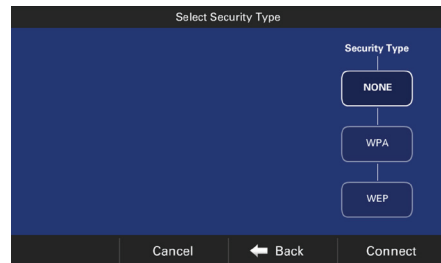 Select Security Type
Security Type
NONE
WPA
WEP
Cancel
Back
Connect